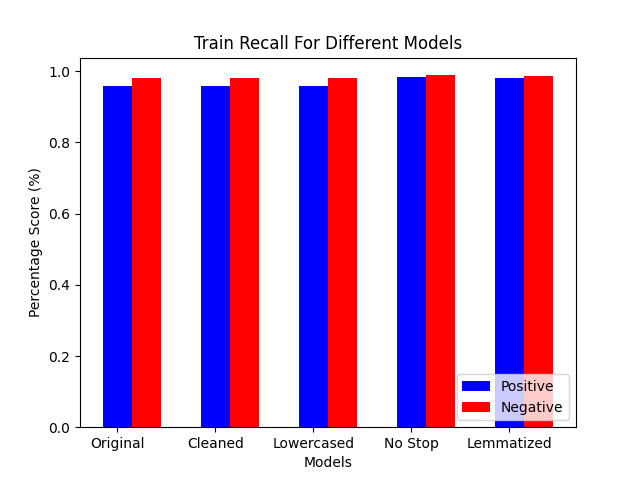 Train Recall For Different Models
Percentage Score (%)
1.0
0.8
0.6
0.4
0.2
0.0
Original Cleaned Lowercased No Stop Lemmatized
Models
Positive
Negative